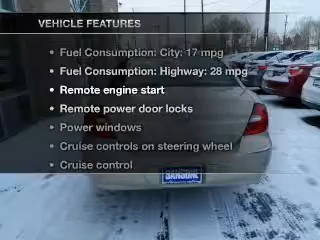 VEHICLE FEATURES
• Fuel Consumption: City: 17 mpg
• Fuel Consumption: Highway: 28 mpg
• Remote engine start
• Remote power door locks
• Power windows
• Cruise controls on steering wheel
• Cruise control
SANSONE